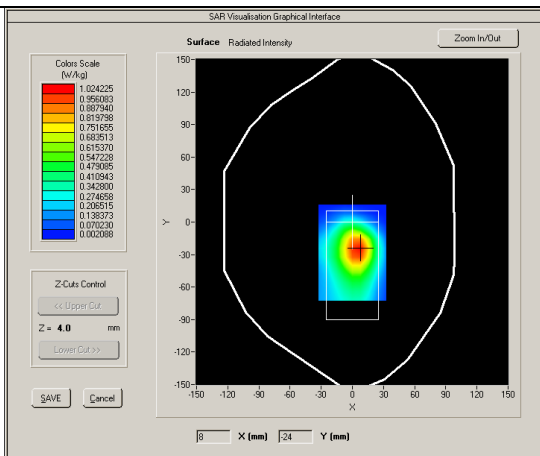 SAR Visualisation Graphical Interface
Surface Radiated Intensity
Zoom In/Out
Colors Scale
(W/kg)
1.024225
0.956083
0.887940
0.819798
0.751655
0.683513
0.615370
0.547228
0.479085
0.410943
0.342800
0.274658
0.206515
0.138373
0.070230
0.002088
Z-Cuts Control
<< Upper Cut
Z = 4.0 mm
Lower Cut >>
SAVE Cancel
150
120
90
60
30
0
-30
-60
-90
-120
-150
Y
-150 -120 -90 -60 -30 0 30 60 90 120 150
X
8 X (mm) -24 Y (mm)